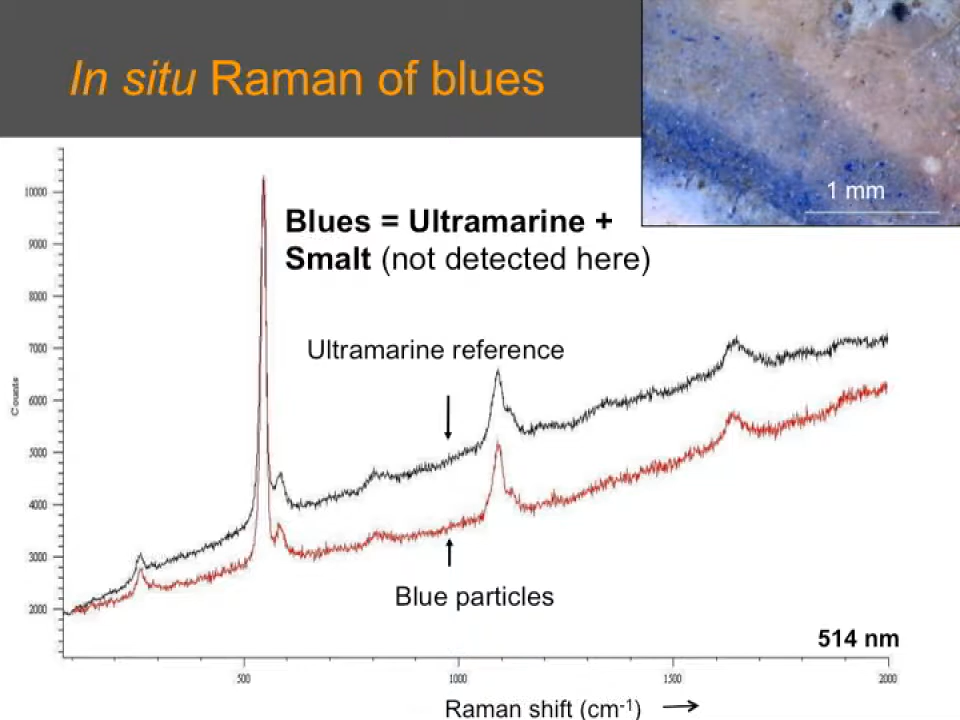 In situ Raman of blues
1 mm
Blues = Ultramarine +
Smalt (not detected here)
Ultramarine reference
Blue particles
514 nm
Counts
10000
9000
8000
7000
6000
5000
4000
3000
2000
500
1000
1500
2000
Raman shift (cm-1)